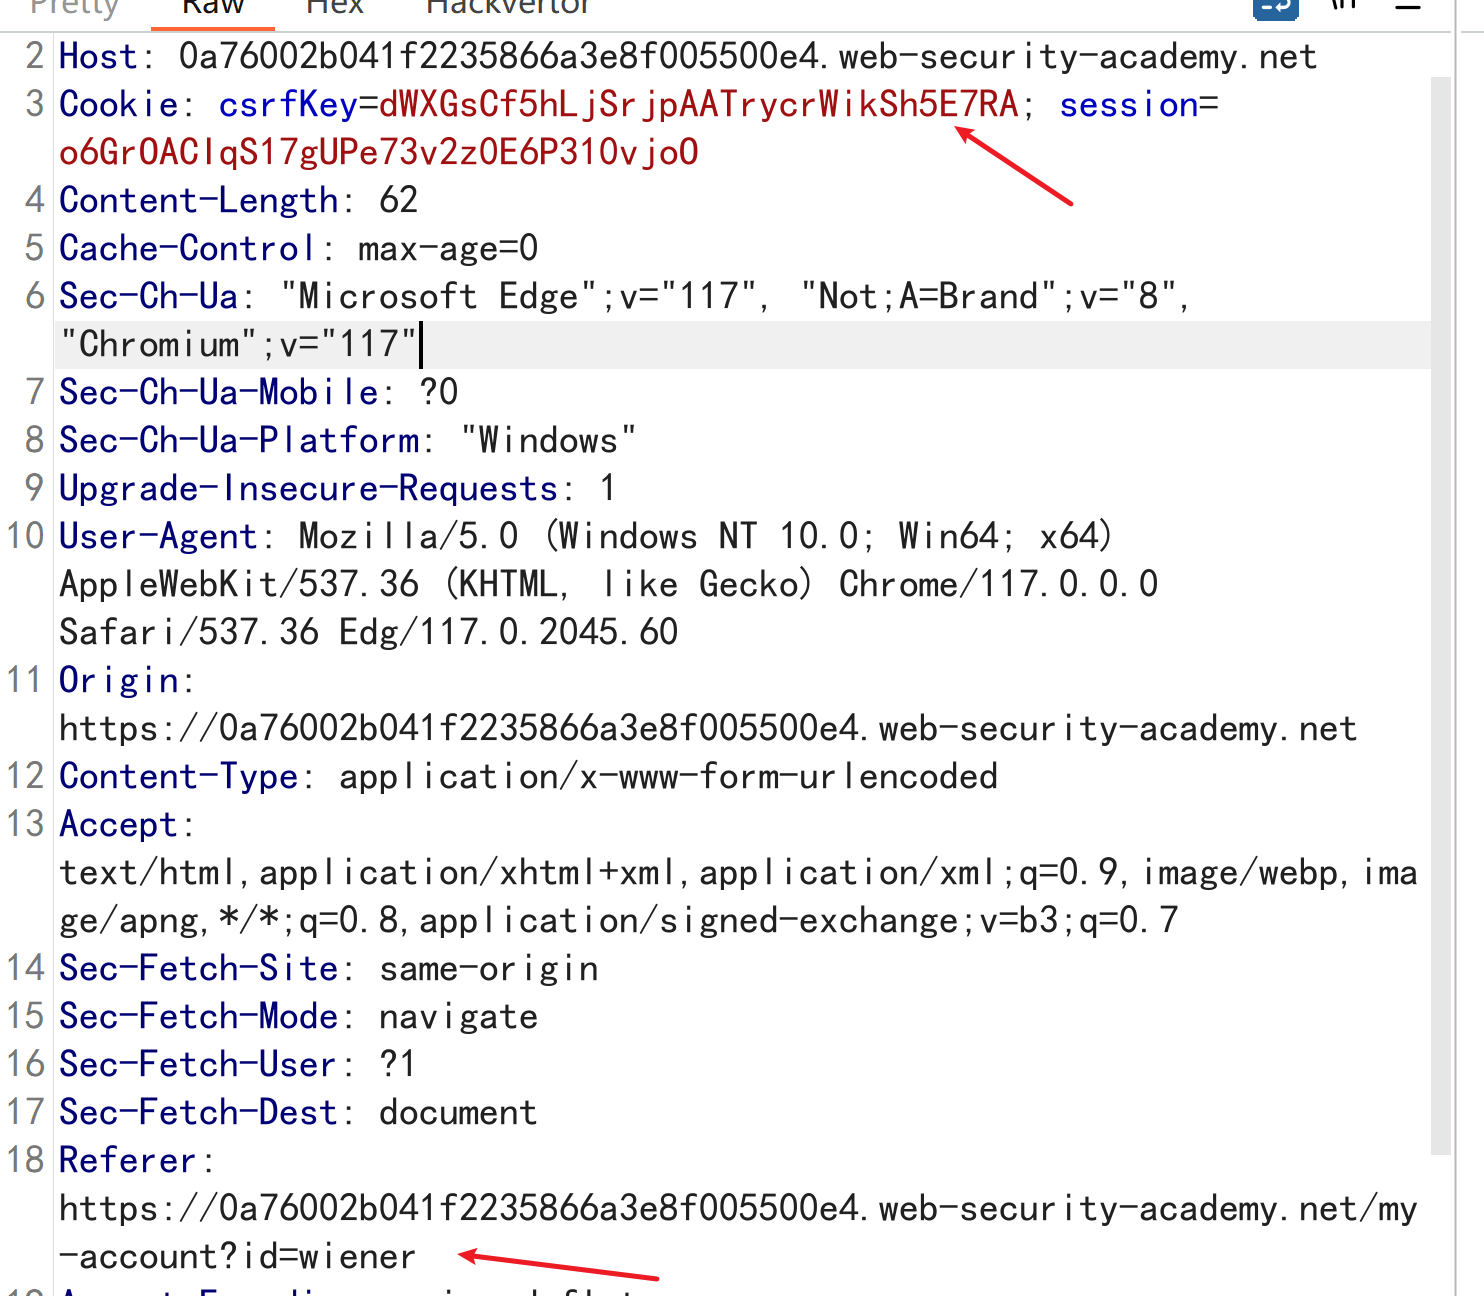 Pretty Raw Hex Hackvertor \n
2 Host: 0a76002b041f2235866a3e8f005500e4.web-security-academy.net
3 Cookie: csrfKey=dWXGsCf5hLjSrjpAATrycrWikSh5E7RA; session=
o6GrOAClqS17gUPe73v2z0E6P310vjo0
4 Content-Length: 62
5 Cache-Control: max-age=0
6 Sec-Ch-Ua: "Microsoft Edge";v="117", "Not;A=Brand";v="8",
"Chromium";v="117"
7 Sec-Ch-Ua-Mobile: ?0
8 Sec-Ch-Ua-Platform: "Windows"
9 Upgrade-Insecure-Requests: 1
10 User-Agent: Mozilla/5.0 (Windows NT 10.0; Win64; x64)
AppleWebKit/537.36 (KHTML, like Gecko) Chrome/117.0.0.0
Safari/537.36 Edg/117.0.2045.60
11 Origin:
https://0a76002b041f2235866a3e8f005500e4.web-security-academy.net
12 Content-Type: application/x-www-form-urlencoded
13 Accept:
text/html,application/xhtml+xml,application/xml;q=0.9,image/webp,ima
ge/apng,*/*;q=0.8,application/signed-exchange;v=b3;q=0.7
14 Sec-Fetch-Site: same-origin
15 Sec-Fetch-Mode: navigate
16 Sec-Fetch-User: ?1
17 Sec-Fetch-Dest: document
18 Referer:
https://0a76002b041f2235866a3e8f005500e4.web-security-academy.net/my
-account?id=wiener